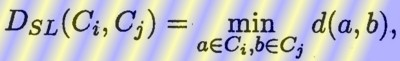 $D_{SL}(C_i, C_j) = \min_{a \in C_i, b \in C_j} d(a, b),$